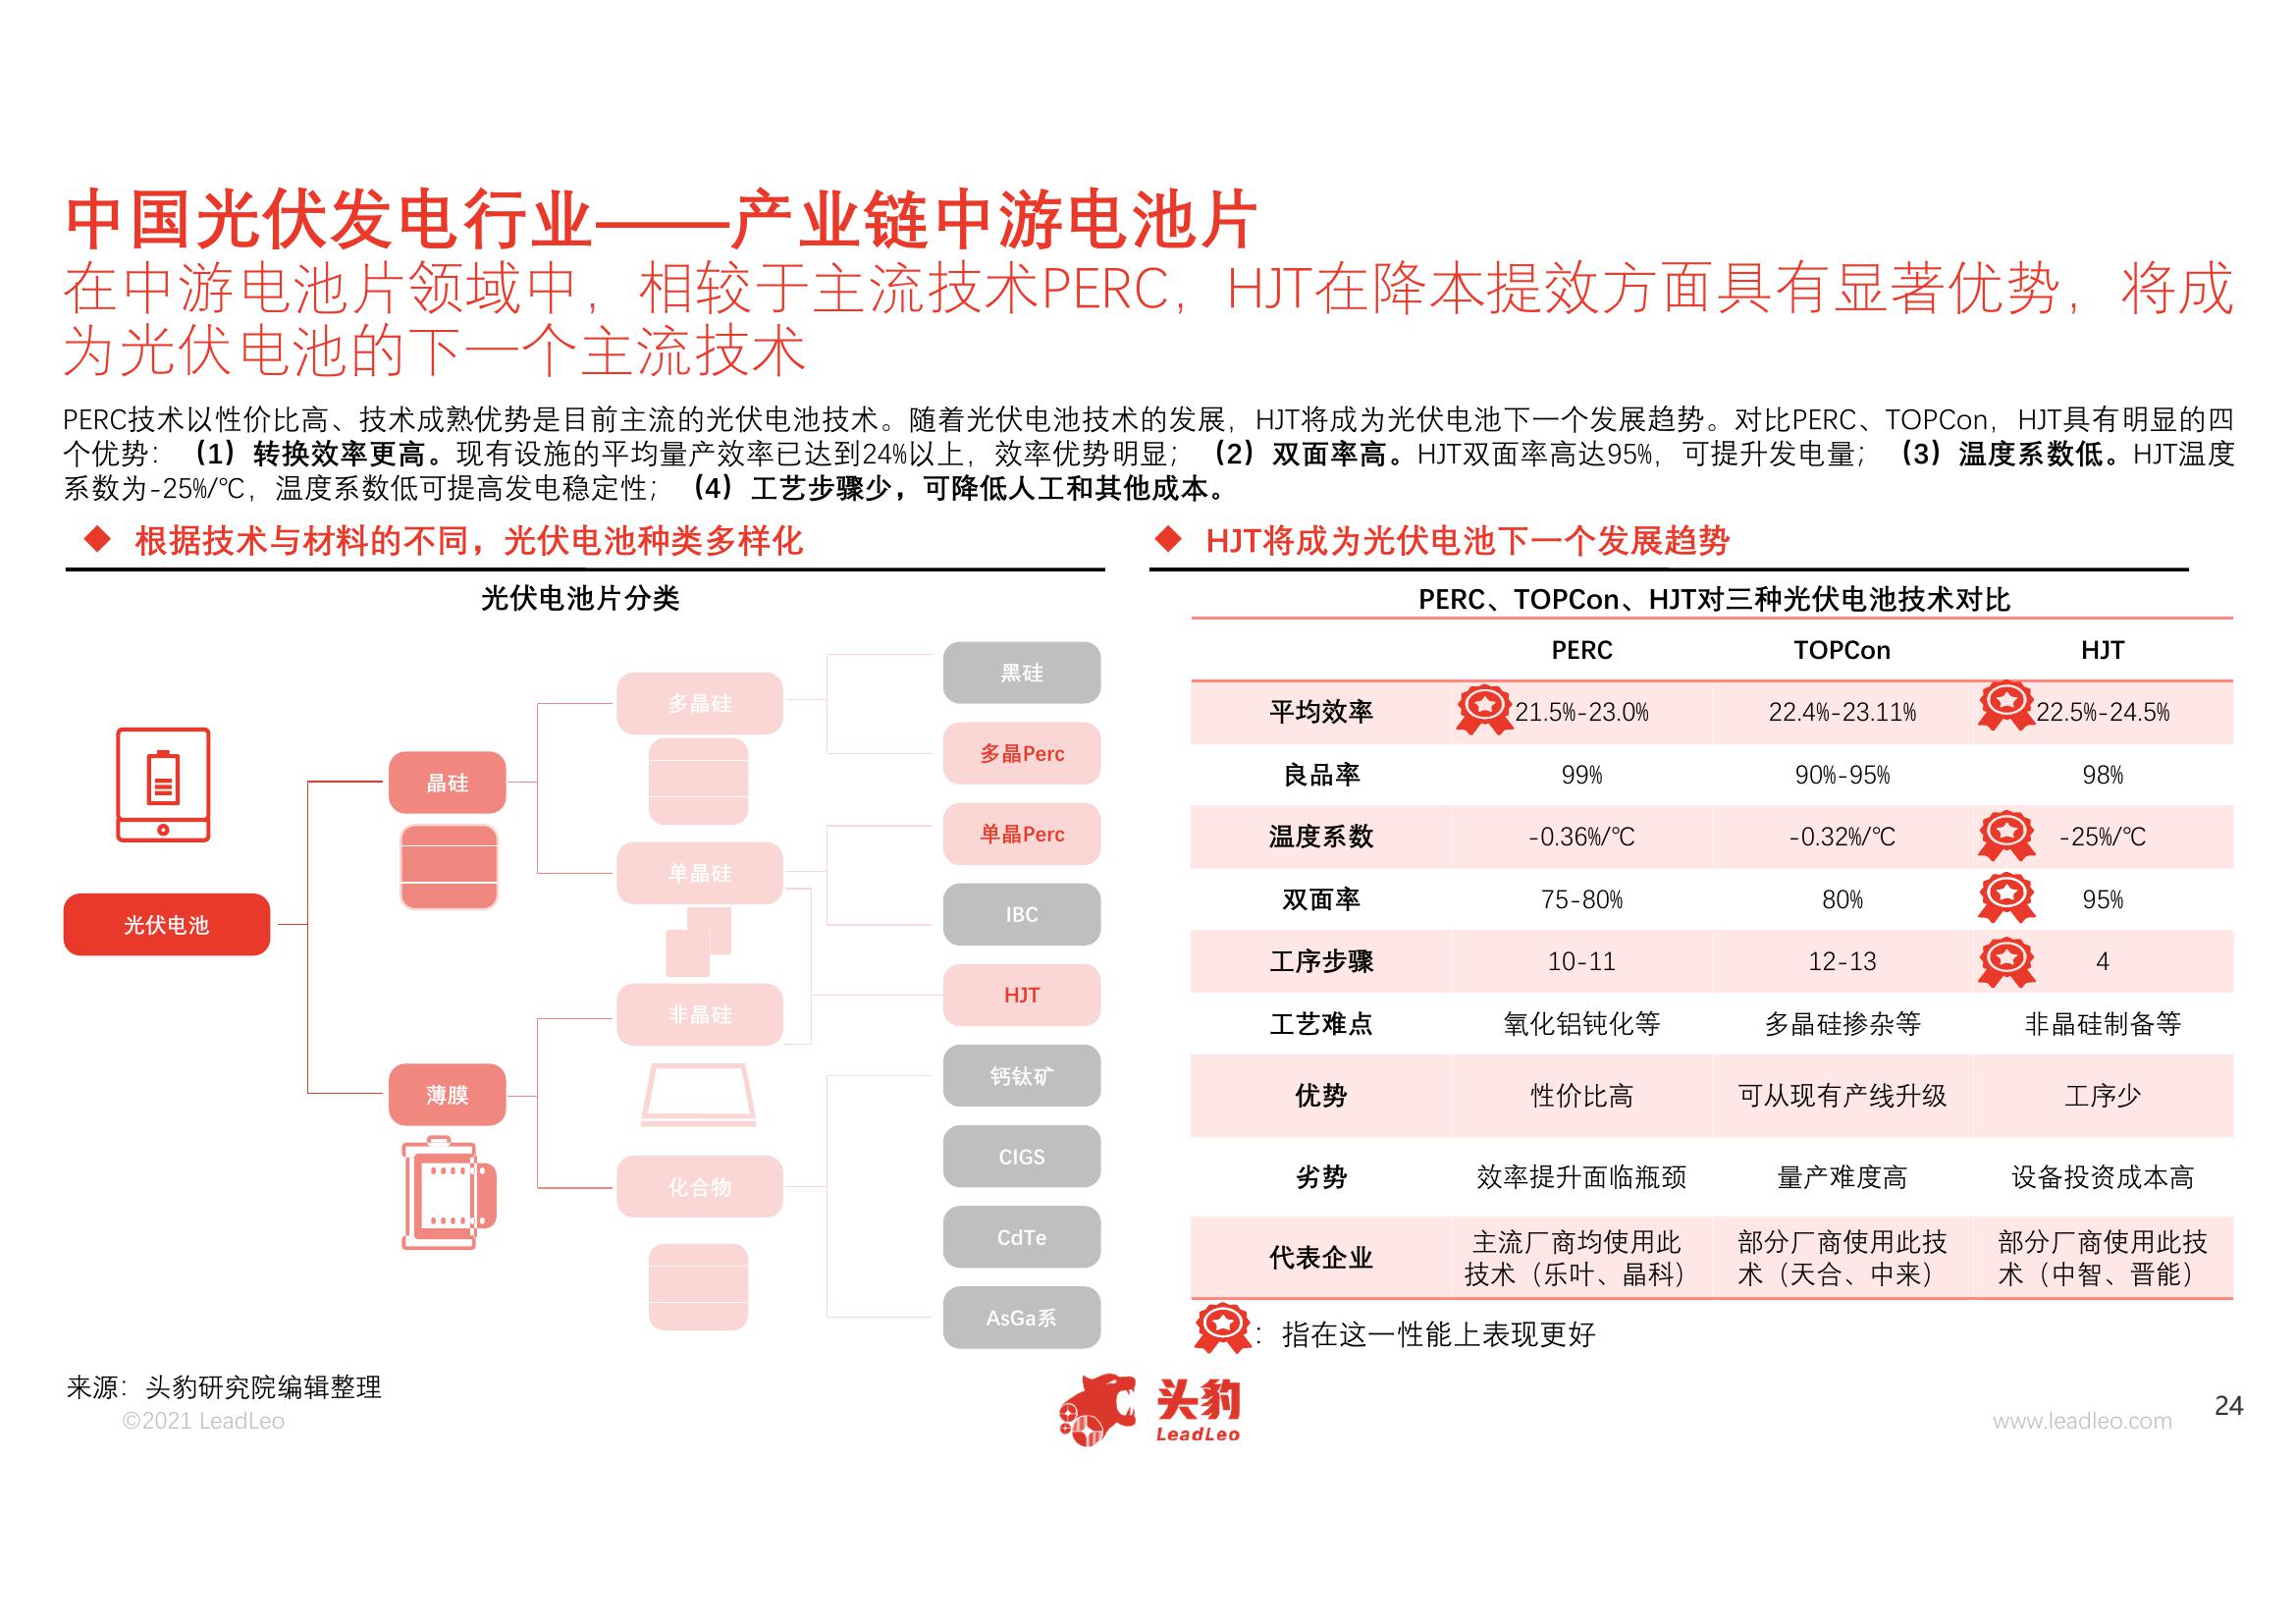 中国光伏发电行业——产业链中游电池片
在中游电池片领域中，相较于主流技术PERC，HJT在降本提效方面具有显著优势，将成
为光伏电池的下一个主流技术
PERC技术以性价比高、技术成熟优势是目前主流的光伏电池技术。随着光伏电池技术的发展，HJT将成为光伏电池下一个发展趋势。对比PERC、TOPCon，HJT具有明显的四
个优势：（1）转换效率更高。现有设施的平均量产效率已达到24%以上，效率优势明显；（2）双面率高。HJT双面率高达95%，可提升发电量；（3）温度系数低。HJT温度
系数为-25%/℃，温度系数低可提高发电稳定性；（4）工艺步骤少，可降低人工和其他成本。
根据技术与材料的不同，光伏电池种类多样化
光伏电池片分类
光伏电池
晶硅
薄膜
多晶硅
单晶硅
非晶硅
化合物
黑硅
多晶Perc
单晶Perc
IBC
HJT
钙钛矿
CIGS
CdTe
AsGa系
HJT将成为光伏电池下一个发展趋势
PERC、TOPCon、HJT对三种光伏电池技术对比
PERC TOPCon HJT
平均效率 21.5%-23.0% 22.4%-23.11% 22.5%-24.5%
良品率 99% 90%-95% 98%
温度系数 -0.36%/℃ -0.32%/℃ -25%/℃
双面率 75-80% 80% 95%
工序步骤 10-11 12-13 4
工艺难点 氧化铝钝化等 多晶硅掺杂等 非晶硅制备等
优势 性价比高 可从现有产线升级 工序少
劣势 效率提升面临瓶颈 量产难度高 设备投资成本高
代表企业 主流厂商均使用此 部分厂商使用此技 部分厂商使用此技
技术（乐叶、晶科） 术（天合、中来） 术（中智、晋能）
：指在这一性能上表现更好
来源：头豹研究院编辑整理
©2021 LeadLeo
头豹
LeadLeo
www.leadleo.com
24